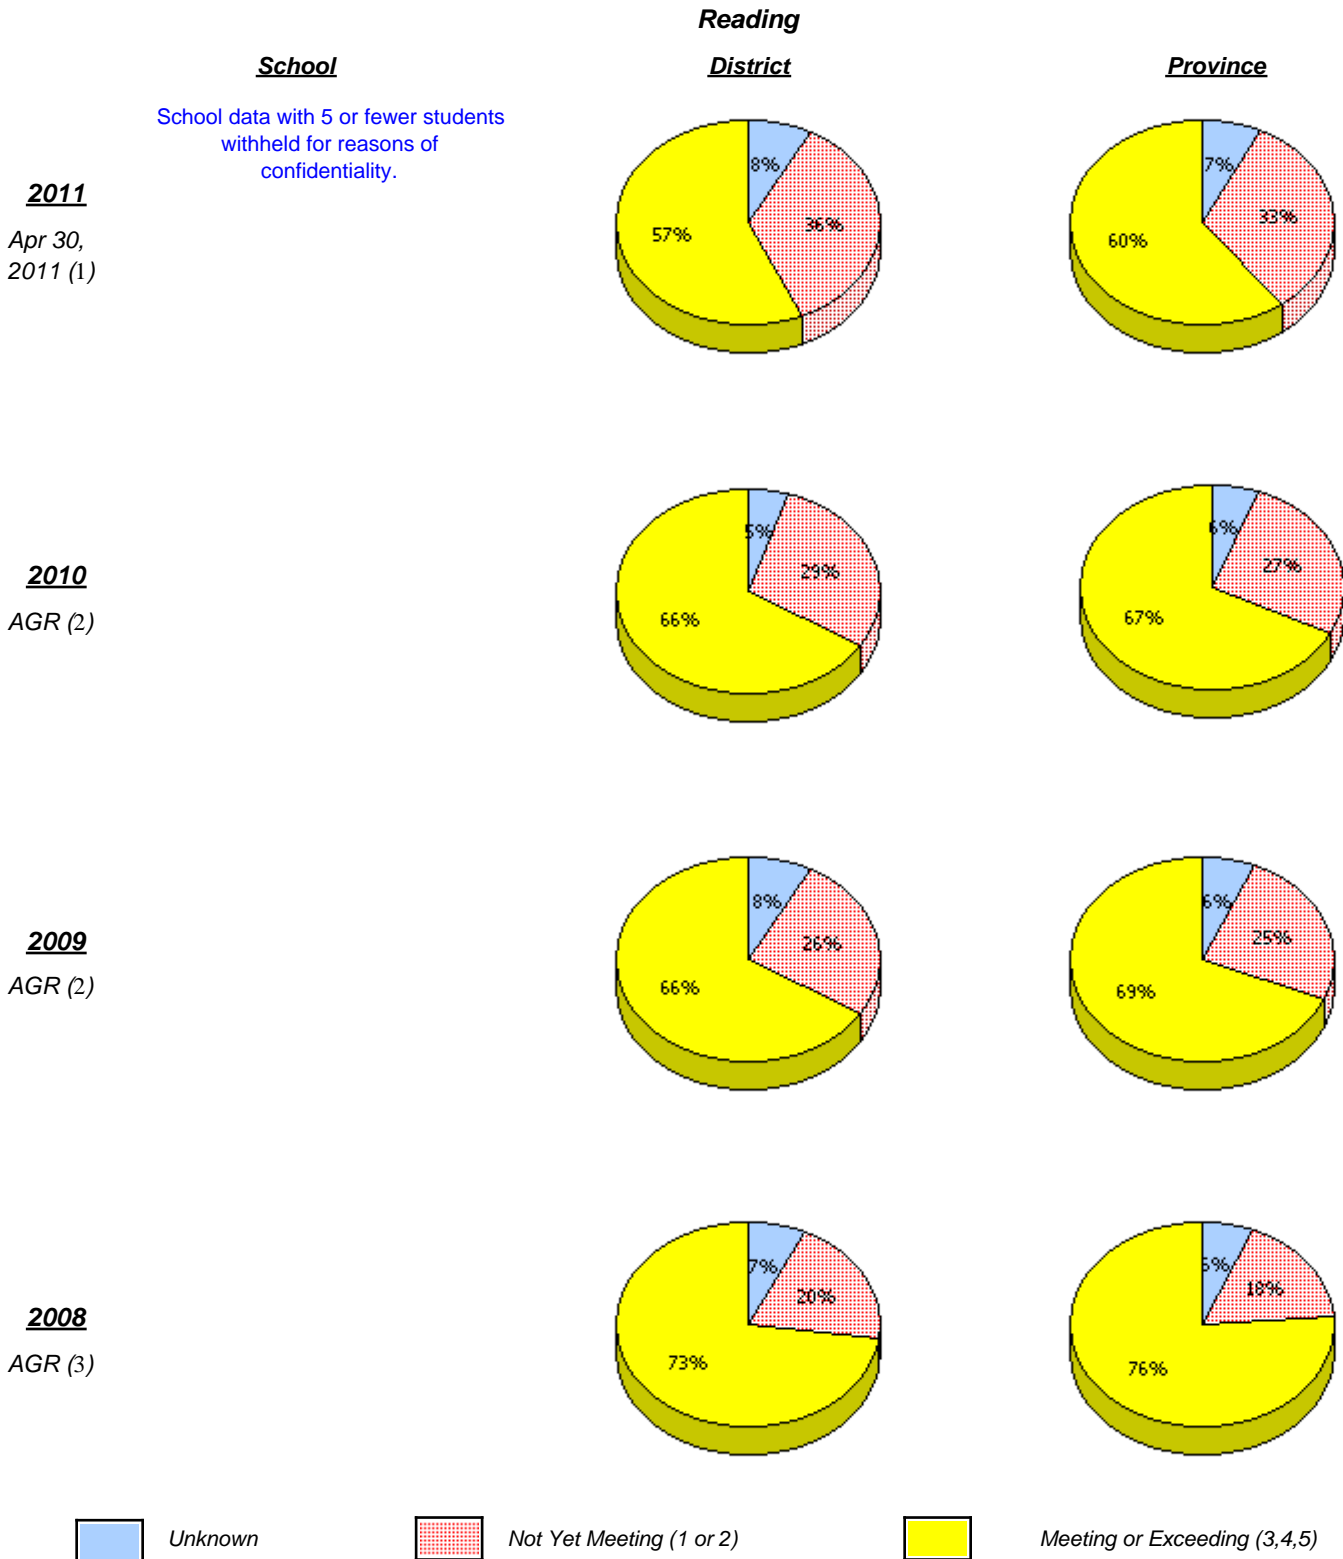 Reading
School
District
Province
School data with 5 or fewer students
withheld for reasons of
confidentiality.
2011
Apr 30,
2011 (1)
8%
36%
57%
7%
33%
60%
2010
AGR (2)
5%
29%
66%
6%
27%
67%
2009
AGR (2)
8%
26%
66%
6%
25%
69%
2008
AGR (3)
7%
20%
73%
18%
76%
Unknown
Not Yet Meeting (1 or 2)
Meeting or Exceeding (3,4,5)